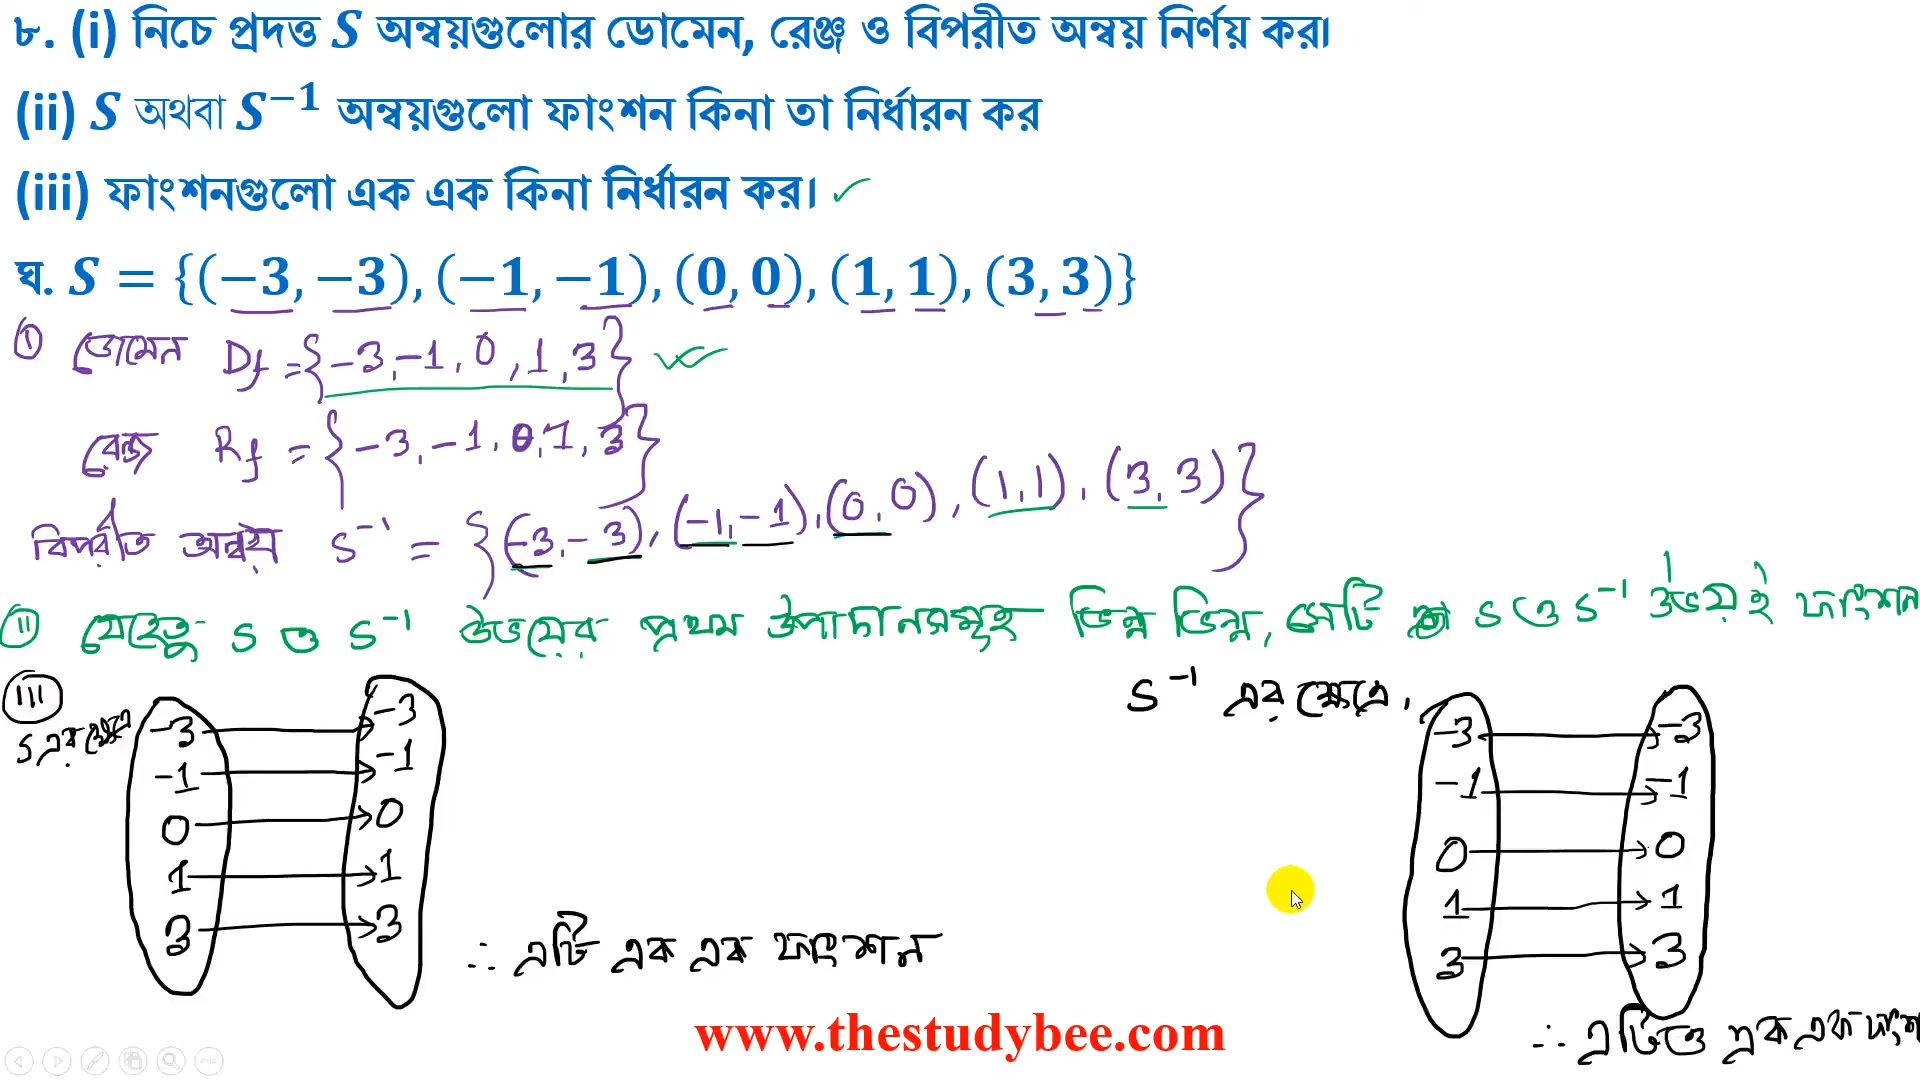 ৮. (i) নিচে প্রদত্ত S অন্বয়গুলোর ডোমেন, রেঞ্জ ও বিপরীত অন্বয় নির্ণয় কর।
(ii) S অথবা S⁻¹ অন্বয়গুলো ফাংশন কিনা তা নির্ধারন কর
(iii) ফাংশনগুলো এক এক কিনা নির্ধারন কর।
ঘ. S = {(−3, −3), (−1, −1), (0, 0), (1, 1), (3, 3)}
(i) ডোমেন Df = {-3, -1, 0, 1, 3}
রেঞ্জ Rf = {-3, -1, 0, 1, 3}
বিপরীত অন্বয় S⁻¹ = {(-3, -3), (-1, -1), (0, 0), (1, 1), (3, 3)}
(ii) যেহেতু S ও S⁻¹ উভয়ের প্রথম উপাদানসমূহ ভিন্ন ভিন্ন, সেটি S ও S⁻¹ উভয়ই ফাংশন
(iii)
S এর ক্ষেত্রে
-3 -3
-1 -1
0 0
1 1
3 3
∴ এটি এক এক ফাংশন
S⁻¹ এর ক্ষেত্রে,
-3 -3
-1 -1
0 0
1 1
3 3
∴ এটিও এক এক ফাংশ
www.thestudybee.com